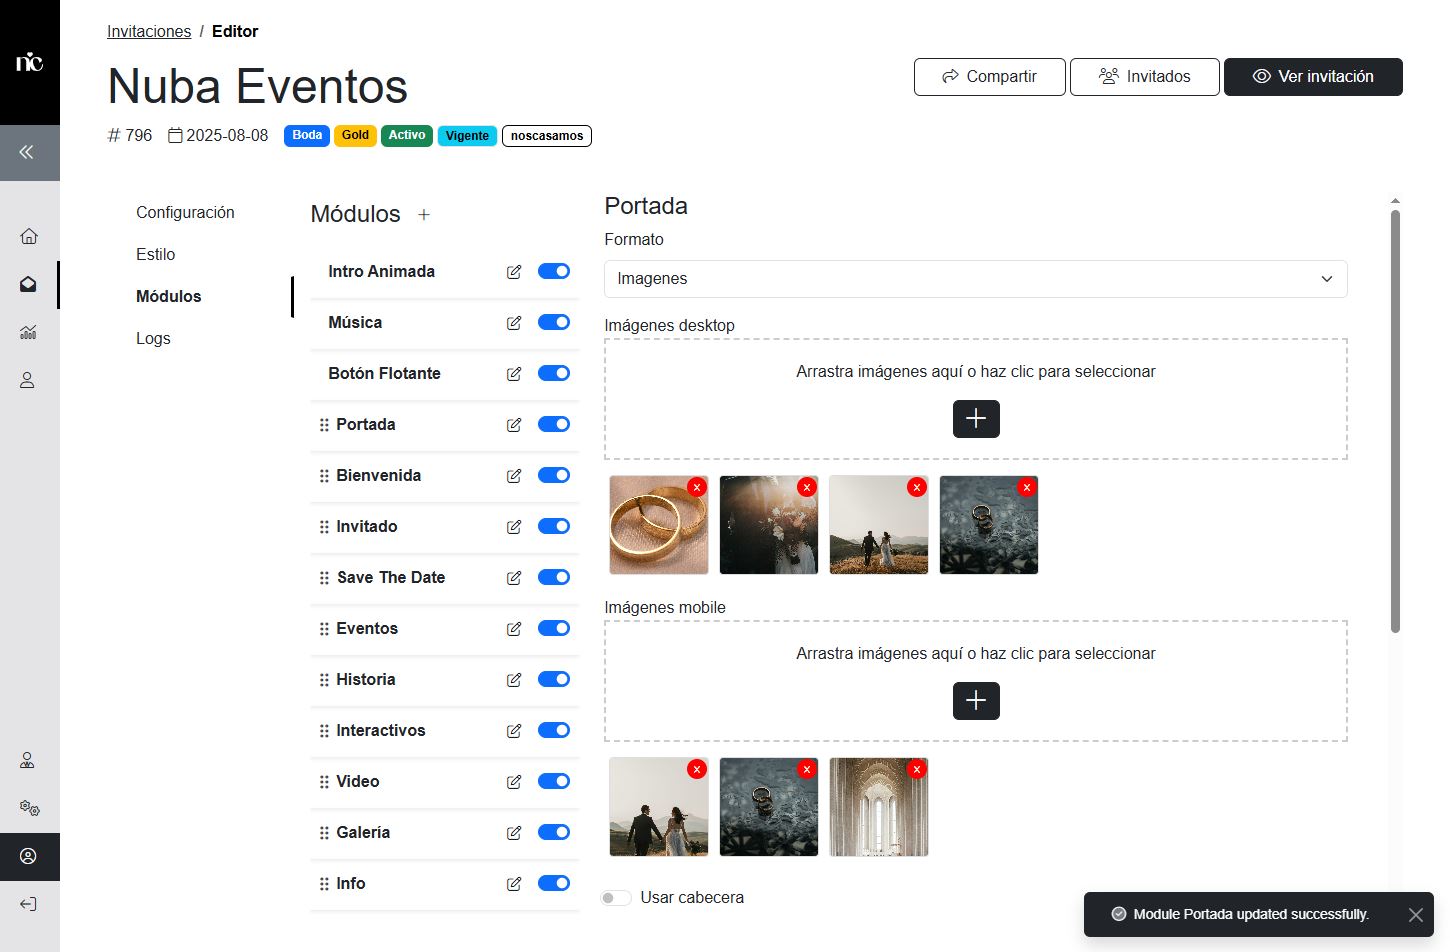 nc
Invitaciones / Editor
Nuba Eventos
Compartir
Invitados
Ver invitación
# 796 2025-08-08 Boda Gold Activo Vigente noscasamos
Configuración
Estilo
Módulos
Logs
Módulos +
Intro Animada
Música
Botón Flotante
Portada
Bienvenida
Invitado
Save The Date
Eventos
Historia
Interactivos
Video
Galería
Info
Portada
Formato
Imagenes
Imágenes desktop
Arrastra imágenes aquí o haz clic para seleccionar
+
x x x x
Imágenes mobile
Arrastra imágenes aquí o haz clic para seleccionar
+
x x x
Usar cabecera
Module Portada updated successfully.